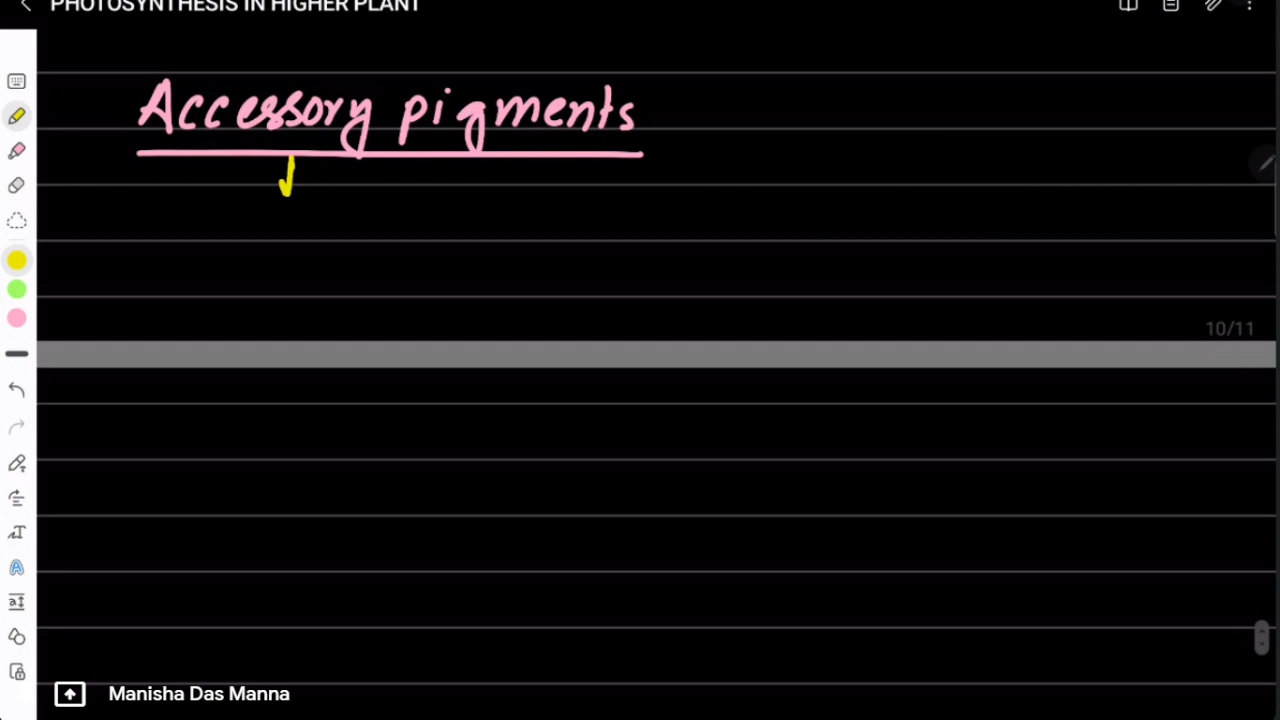 PHOTOSYNTHESIS IN HIGHER PLANT
Accessory pigments
10/11
Manisha Das Manna